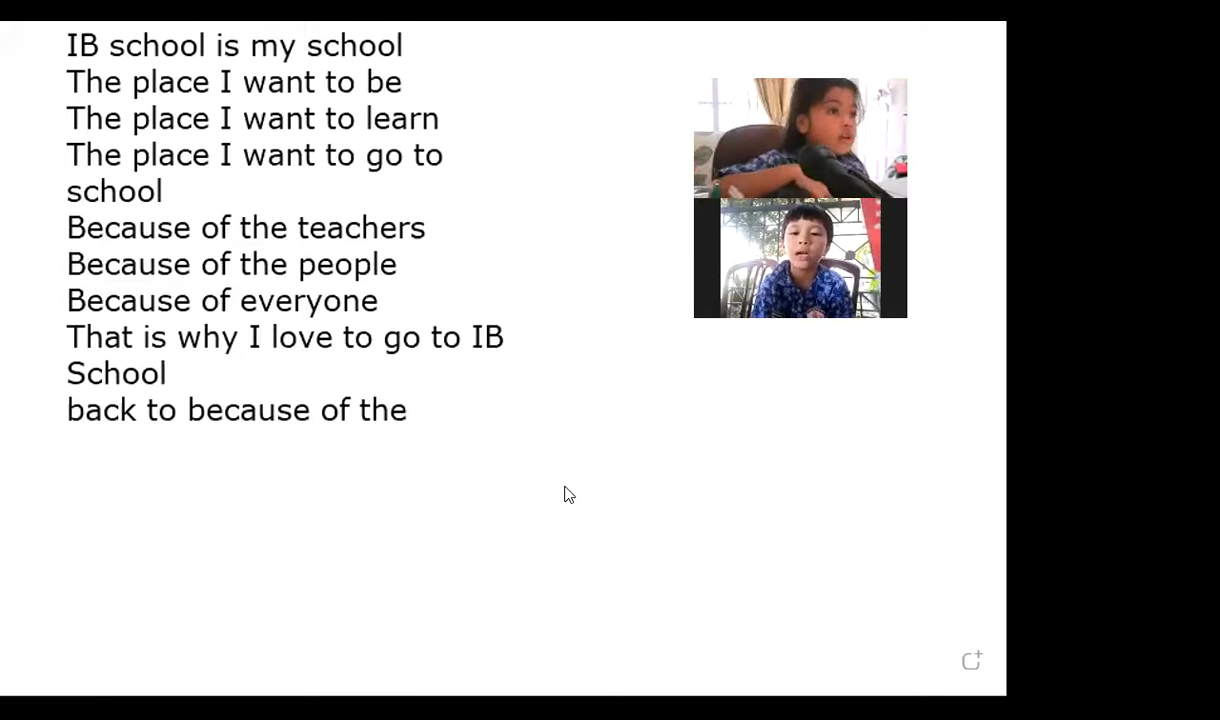 IB school is my school
The place I want to be
The place I want to learn
The place I want to go to
school
Because of the teachers
Because of the people
Because of everyone
That is why I love to go to IB
School
back to because of the